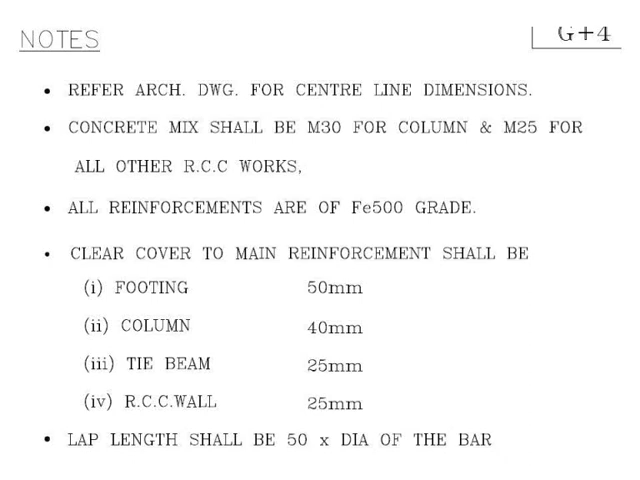 NOTES
G+4
• REFER ARCH. DWG. FOR CENTRE LINE DIMENSIONS.
• CONCRETE MIX SHALL BE M30 FOR COLUMN & M25 FOR
ALL OTHER R.C.C WORKS,
• ALL REINFORCEMENTS ARE OF Fe500 GRADE.
• CLEAR COVER TO MAIN REINFORCEMENT SHALL BE
(i) FOOTING 50mm
(ii) COLUMN 40mm
(iii) TIE BEAM 25mm
(iv) R.C.C.WALL 25mm
• LAP LENGTH SHALL BE 50 x DIA OF THE BAR